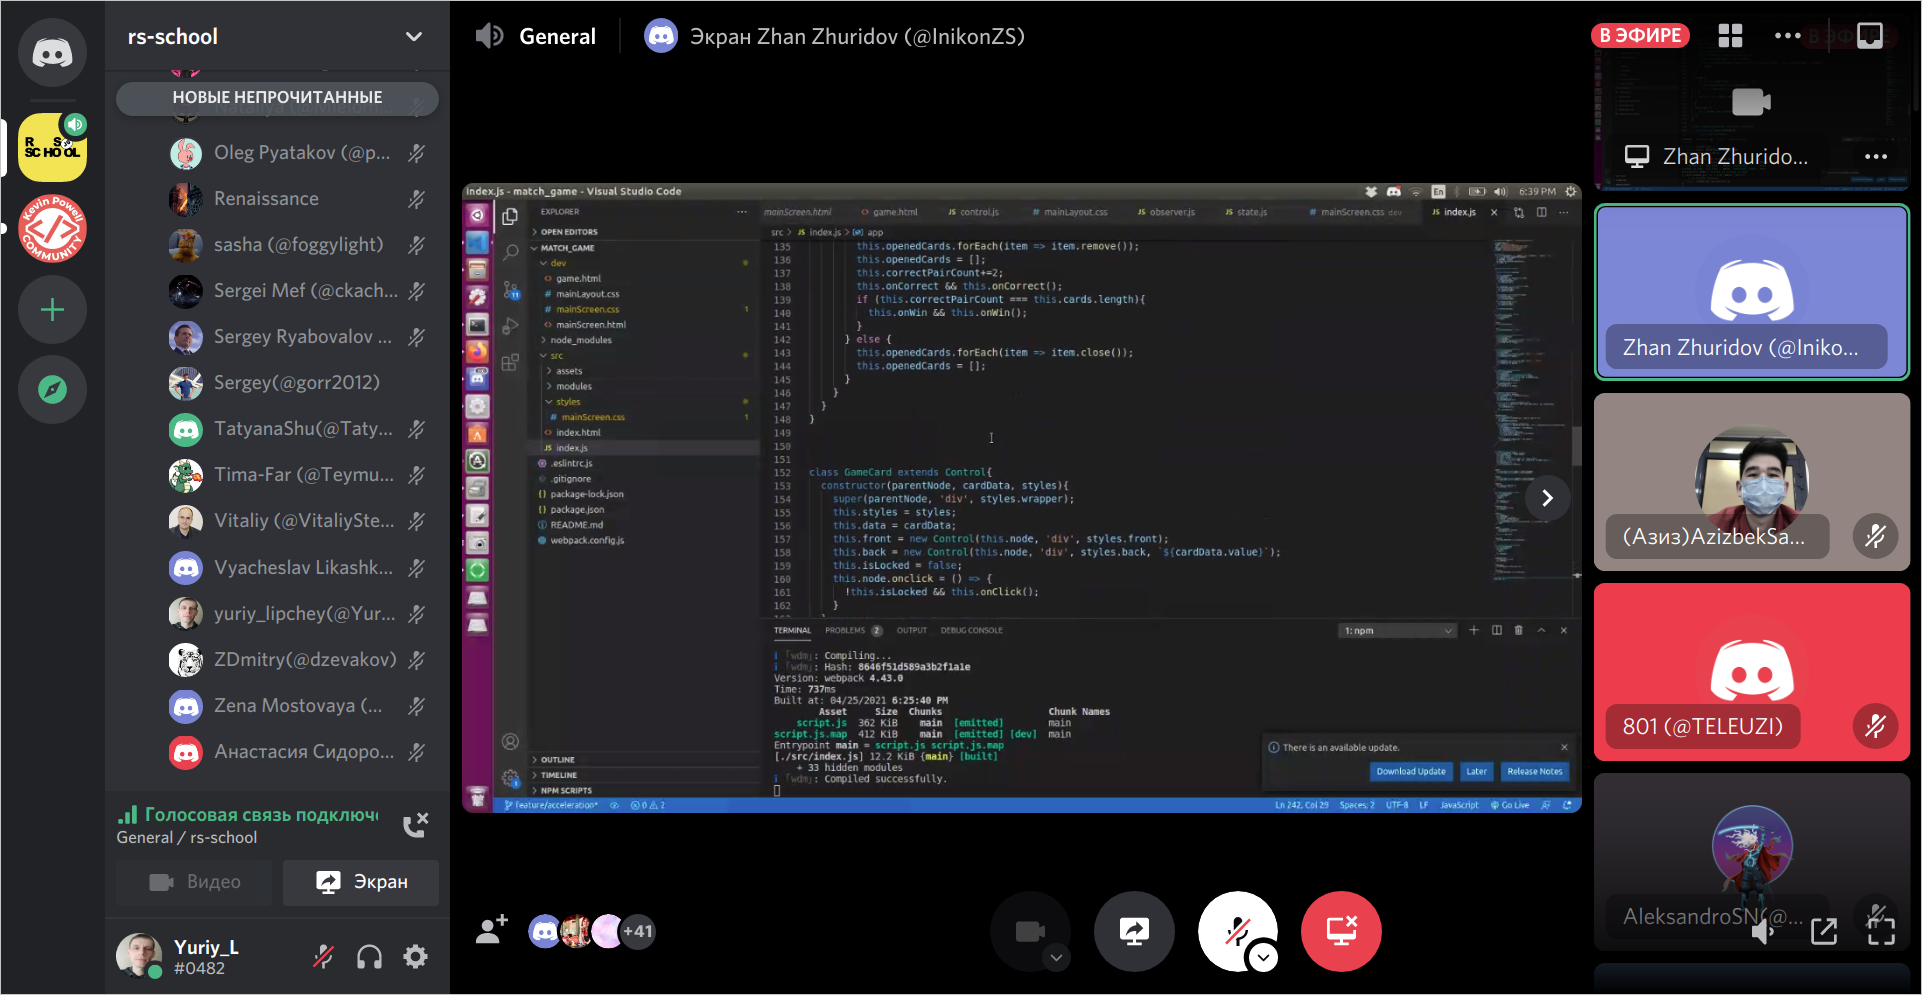 rs-school
НОВЫЕ НЕПРОЧИТАННЫЕ
Oleg Pyatakov (@p...
Renaissance
sasha (@foggylight)
Sergei Mef (@ckach...
Sergey Ryabovalov ...
Sergey(@gorr2012)
TatyanaShu(@Taty...
Tima-Far (@Teymu...
Vitaliy (@VitaliySte...
Vyacheslav Likashk...
yuriy_lipchey(@Yur...
ZDmitry(@dzevakov)
Zena Mostovaya (...
Анастасия Сидоро...
Голосовая связь подключе
General / rs-school
Видео
Экран
Yuriy_L
#0482
R S
SCHOOL
Kevin Powell
COMMUNITY
General
Экран Zhan Zhuridov (@InikonZS)
В ЭФИРЕ
index.js - match_game - Visual Studio Code
En
6:39 PM
EXPLORER
OPEN EDITORS
MATCH_GAME
dev
game.html
mainLayout.css
mainScreen.css 1
mainScreen.html
node_modules
src
assets
modules
styles
mainScreen.css 1
index.html
index.js
.eslintrc.js
.gitignore
package-lock.json
package.json
README.md
webpack.config.js
OUTLINE
TIMELINE
NPM SCRIPTS
mainScreen.html
game.html
control.js
mainLayout.css
observer.js
state.js
mainScreen.css dev
index.js
src > index.js > app
135 this.openedCards.forEach(item => item.remove());
136 this.openedCards = [];
137 this.correctPairCount+=2;
138 this.onCorrect && this.onCorrect();
139 if (this.correctPairCount === this.cards.length){
140 this.onWin && this.onWin();
141 }
142 } else {
143 this.openedCards.forEach(item => item.close());
144 this.openedCards = [];
145 }
146 }
147 }
148 }
149
150
151
152 class GameCard extends Control{
153 constructor(parentNode, cardData, styles){
154 super(parentNode, 'div', styles.wrapper);
155 this.styles = styles;
156 this.data = cardData;
157 this.front = new Control(this.node, 'div', styles.front);
158 this.back = new Control(this.node, 'div', styles.back, `${cardData.value}`);
159 this.isLocked = false;
160 this.node.onclick = () => {
161 !this.isLocked && this.onClick();
162 }
TERMINAL PROBLEMS 2 OUTPUT DEBUG CONSOLE
1: npm
i ｢wdm｣: Compiling...
i ｢wdm｣: Hash: 8646f51d589a3b2f1a1e
Version: webpack 4.43.0
Time: 737ms
Built at: 04/25/2021 6:25:40 PM
Asset Size Chunks Chunk Names
script.js 362 KiB main [emitted] main
script.js.map 412 KiB main [emitted] [dev] main
Entrypoint main = script.js script.js.map
[./src/index.js] 12.2 KiB {main} [built]
+ 33 hidden modules
i ｢wdm｣: Compiled successfully.
There is an available update.
Download Update
Later
Release Notes
Feature/acceleration*
0 2
Ln 242, Col 29 Spaces: 2 UTF-8 LF JavaScript Go Live
+41
Zhan Zhurido...
Zhan Zhuridov (@Iniko...
(Азиз)AzizbekSa...
801 (@TELEUZI)
AleksandroSN(@...